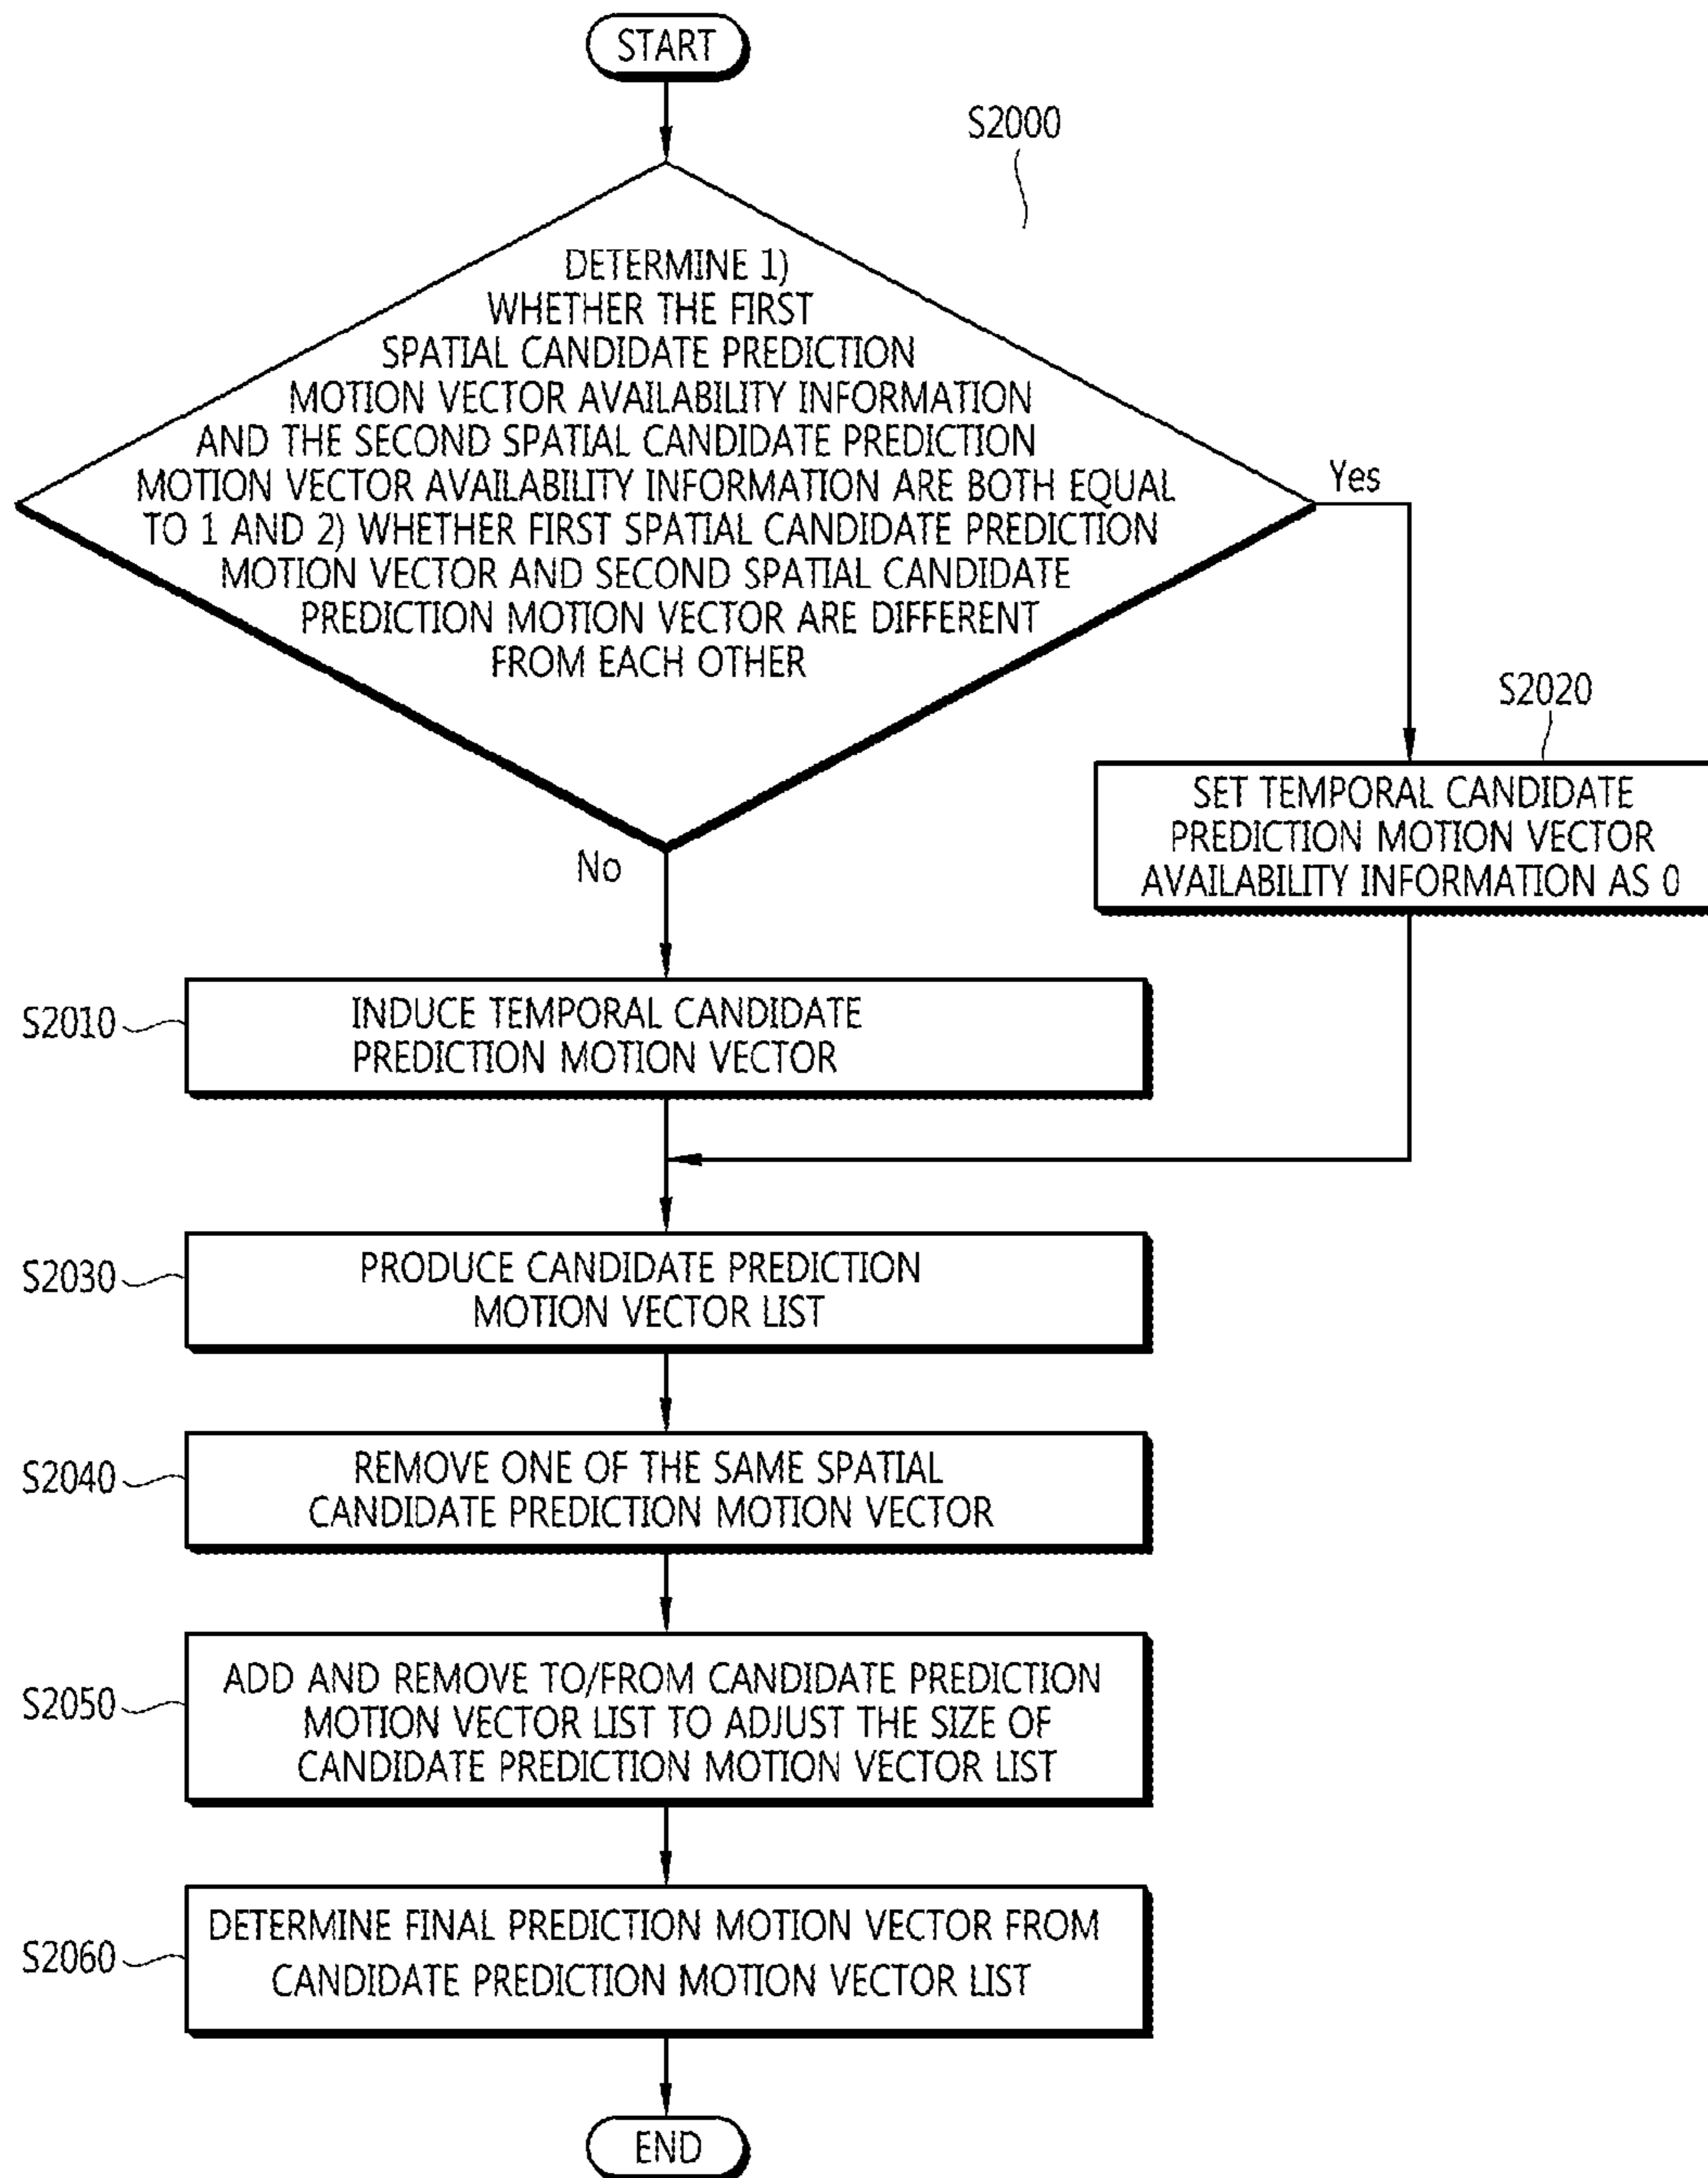 START
S2000
DETERMINE 1)
WHETHER THE FIRST
SPATIAL CANDIDATE PREDICTION
MOTION VECTOR AVAILABILITY INFORMATION
AND THE SECOND SPATIAL CANDIDATE PREDICTION
MOTION VECTOR AVAILABILITY INFORMATION ARE BOTH EQUAL
TO 1 AND 2) WHETHER FIRST SPATIAL CANDIDATE PREDICTION
MOTION VECTOR AND SECOND SPATIAL CANDIDATE
PREDICTION MOTION VECTOR ARE DIFFERENT
FROM EACH OTHER
Yes
S2020
SET TEMPORAL CANDIDATE
PREDICTION MOTION VECTOR
AVAILABILITY INFORMATION AS 0
No
S2010
INDUCE TEMPORAL CANDIDATE
PREDICTION MOTION VECTOR
S2030
PRODUCE CANDIDATE PREDICTION
MOTION VECTOR LIST
S2040
REMOVE ONE OF THE SAME SPATIAL
CANDIDATE PREDICTION MOTION VECTOR
S2050
ADD AND REMOVE TO/FROM CANDIDATE PREDICTION
MOTION VECTOR LIST TO ADJUST THE SIZE OF
CANDIDATE PREDICTION MOTION VECTOR LIST
S2060
DETERMINE FINAL PREDICTION MOTION VECTOR FROM
CANDIDATE PREDICTION MOTION VECTOR LIST
END